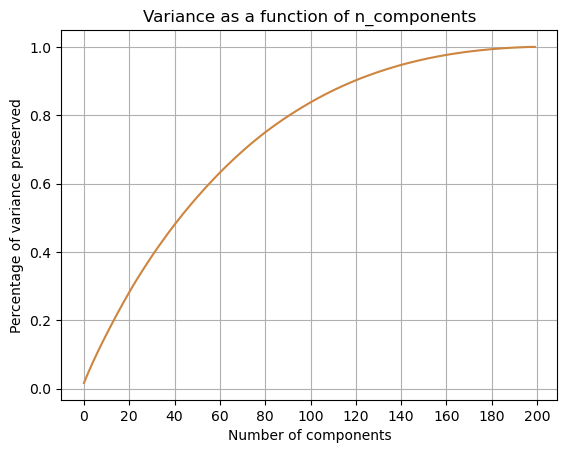 Variance as a function of n_components
Percentage of variance preserved
1.0
0.8
0.6
0.4
0.2
0.0
0 20 40 60 80 100 120 140 160 180 200
Number of components